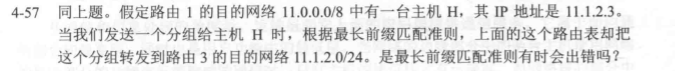 4-57 同上题。假定路由 1 的目的网络 11.0.0.0/8 中有一台主机 H，其 IP 地址是 11.1.2.3。
当我们发送一个分组给主机 H 时，根据最长前缀匹配准则，上面的这个路由表却把
这个分组转发到路由 3 的目的网络 11.1.2.0/24。是最长前缀匹配准则有时会出错吗？